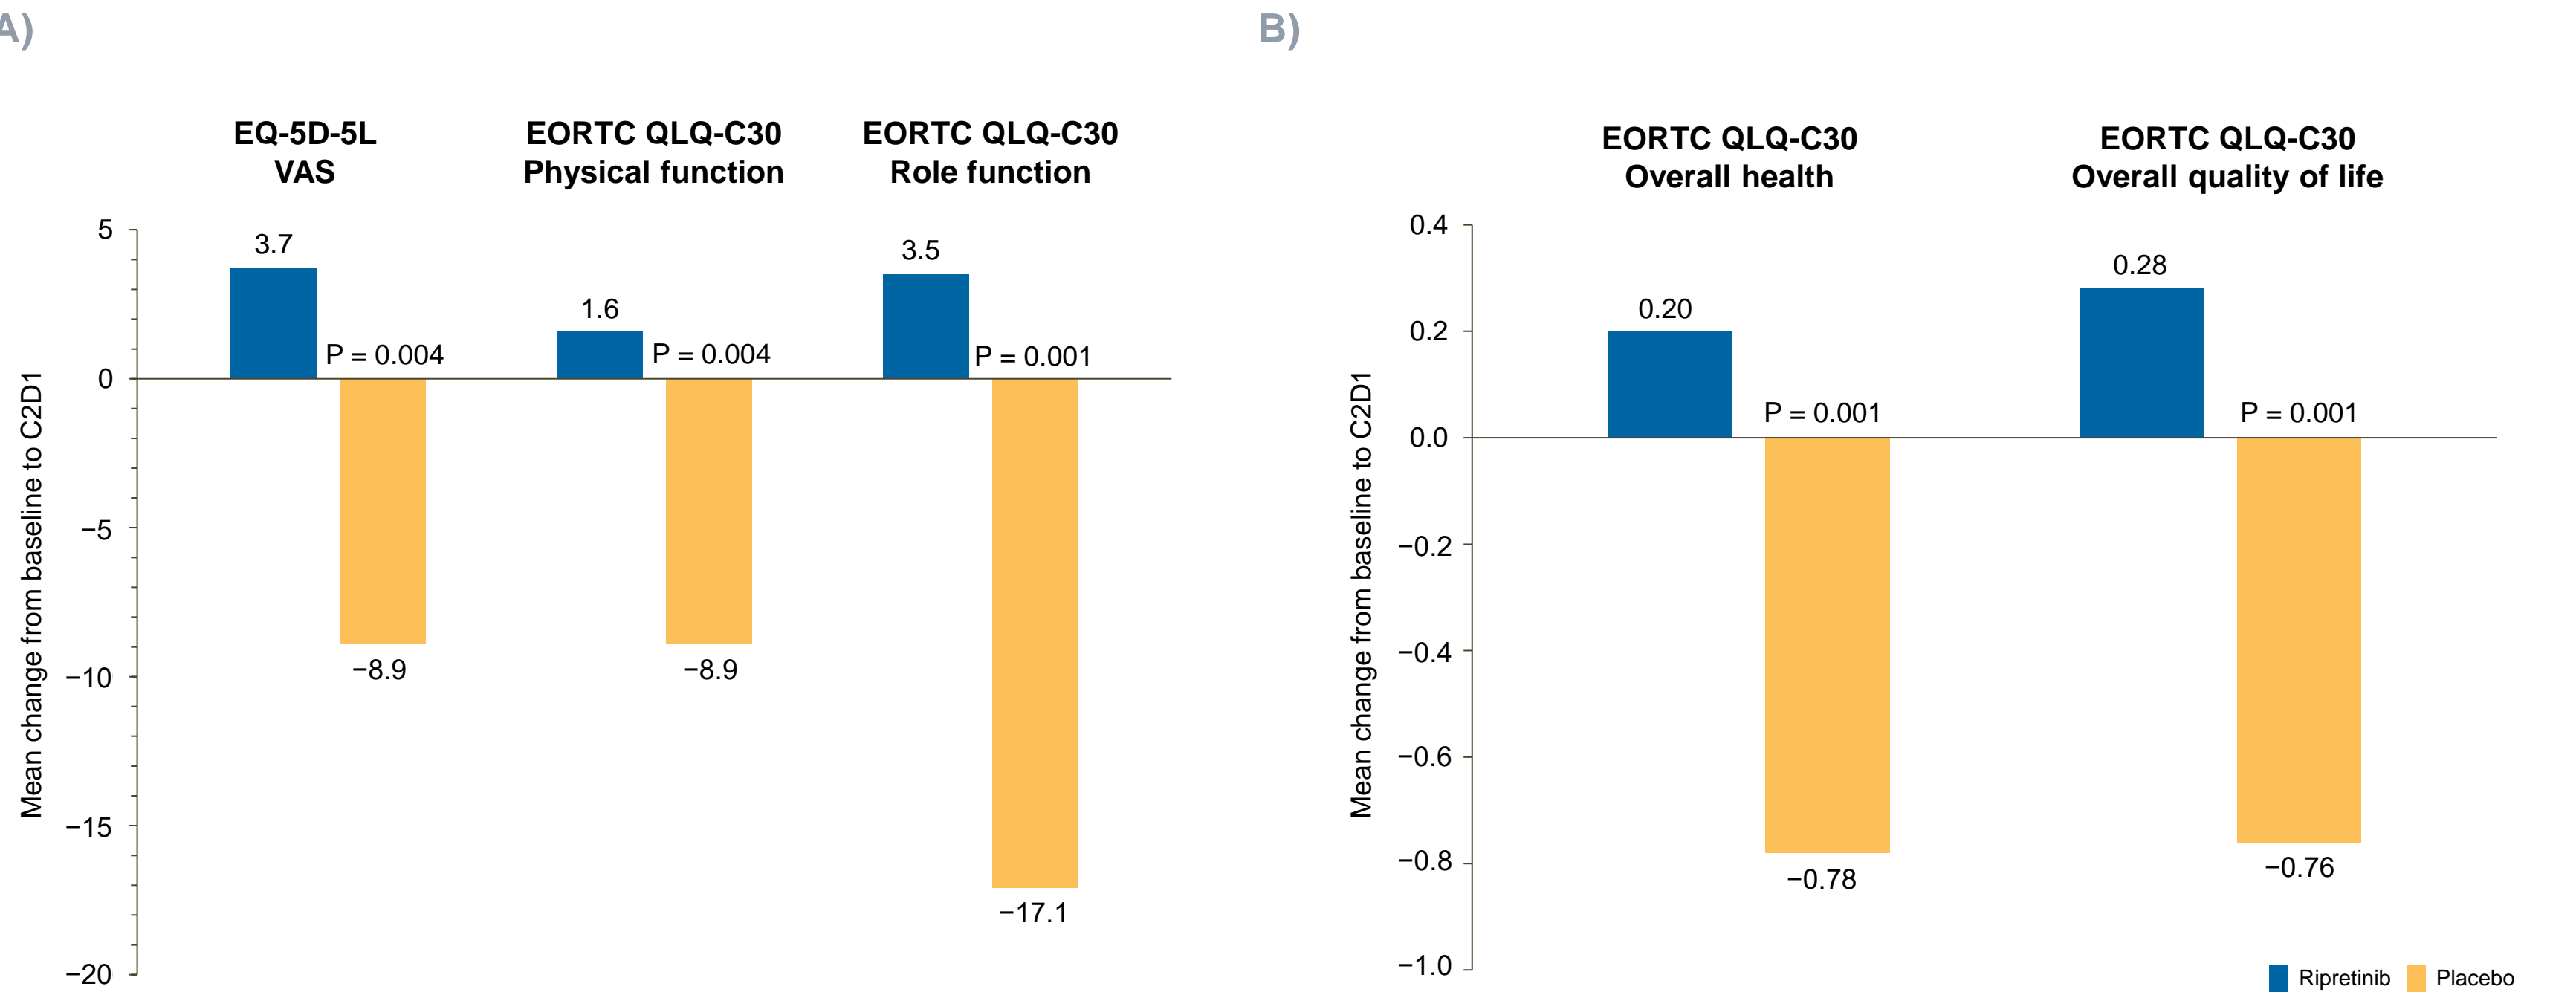 A)
EQ-5D-5L
VAS
EORTC QLQ-C30
Physical function
EORTC QLQ-C30
Role function
Mean change from baseline to C2D1
5
0
−5
−10
−15
−20
3.7
P = 0.004
−8.9
1.6
P = 0.004
−8.9
3.5
P = 0.001
−17.1
B)
EORTC QLQ-C30
Overall health
EORTC QLQ-C30
Overall quality of life
Mean change from baseline to C2D1
0.4
0.2
0.0
−0.2
−0.4
−0.6
−0.8
−1.0
0.20
P = 0.001
−0.78
0.28
P = 0.001
−0.76
Ripretinib
Placebo